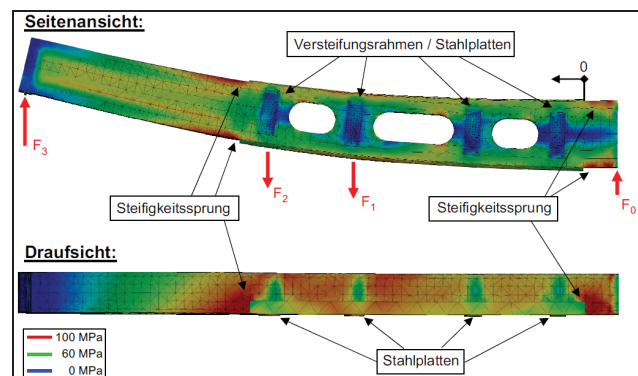 Seitenansicht:
Versteifungsrahmen / Stahlplatten
0
F3
F2
F1
F0
Steifigkeitssprung
Steifigkeitssprung
Draufsicht:
100 MPa
60 MPa
0 MPa
Stahlplatten